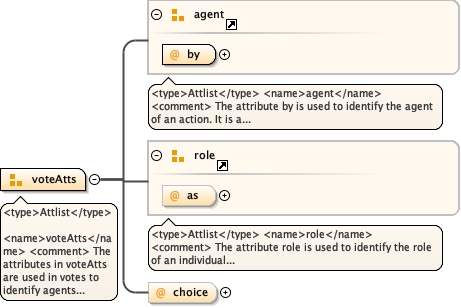 agent
@ by
<type>Attlist</type> <name>agent</name>
<comment> The attribute by is used to identify the agent
of an action. It is a...
role
@ as
<type>Attlist</type> <name>role</name>
<comment> The attribute role is used to identify the role
of an individual...
voteAtts
<type>Attlist</type>
<name>voteAtts</na
me> <comment> The
attributes in voteAtts
are used in votes to
identify agents...
@ choice